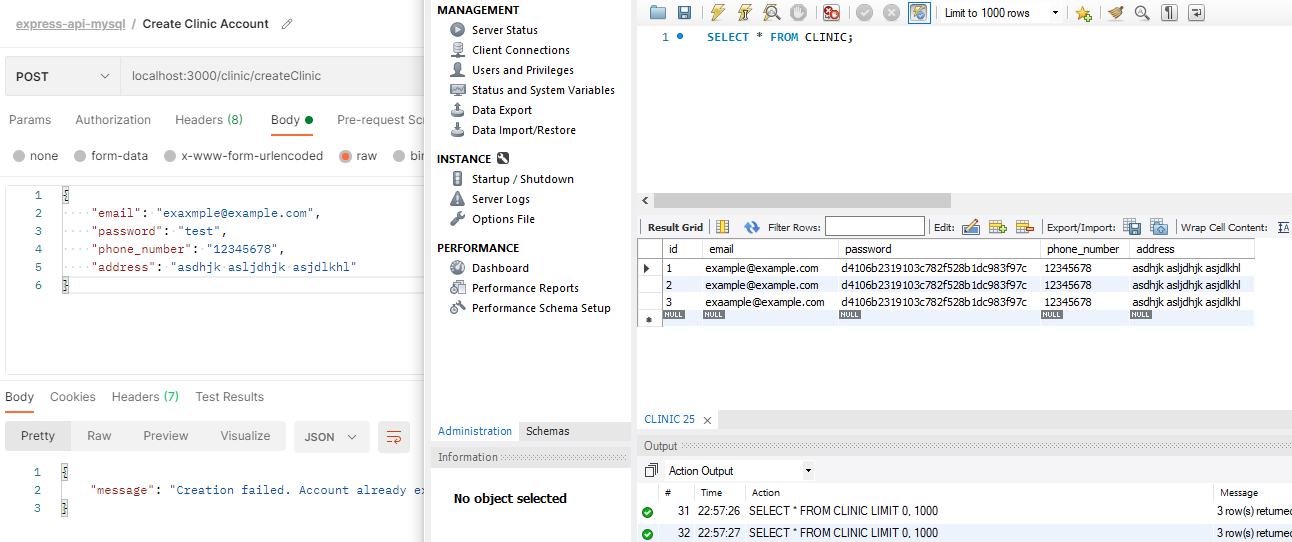 express-api-mysql / Create Clinic Account
POST localhost:3000/clinic/createClinic
Params Authorization Headers (8) Body Pre-request Scr
none form-data x-www-form-urlencoded raw bin
1 {
2 "email": "exaxmple@example.com",
3 "password": "test",
4 "phone_number": "12345678",
5 "address": "asdhjk asljdhjk asjdlkhl"
6 }
Body Cookies Headers (7) Test Results
Pretty Raw Preview Visualize JSON
1 {
2 "message": "Creation failed. Account already ex
3 }
MANAGEMENT
Server Status
Client Connections
Users and Privileges
Status and System Variables
Data Export
Data Import/Restore
INSTANCE
Startup / Shutdown
Server Logs
Options File
PERFORMANCE
Dashboard
Performance Reports
Performance Schema Setup
Administration Schemas
Information
No object selected
Limit to 1000 rows
1 SELECT * FROM CLINIC;
Result Grid Filter Rows: Edit: Export/Import: Wrap Cell Content:
id email password phone_number address
1 example@example.com d4106b2319103c782f528b1dc983f97c 12345678 asdhjk asljdhjk asjdlkhl
2 example@example.com d4106b2319103c782f528b1dc983f97c 12345678 asdhjk asljdhjk asjdlkhl
3 exaample@example.com d4106b2319103c782f528b1dc983f97c 12345678 asdhjk asljdhjk asjdlkhl
NULL NULL NULL NULL NULL
CLINIC 25
Output
Action Output
# Time Action Message
31 22:57:26 SELECT * FROM CLINIC LIMIT 0, 1000 3 row(s) returned
32 22:57:27 SELECT * FROM CLINIC LIMIT 0, 1000 3 row(s) returned